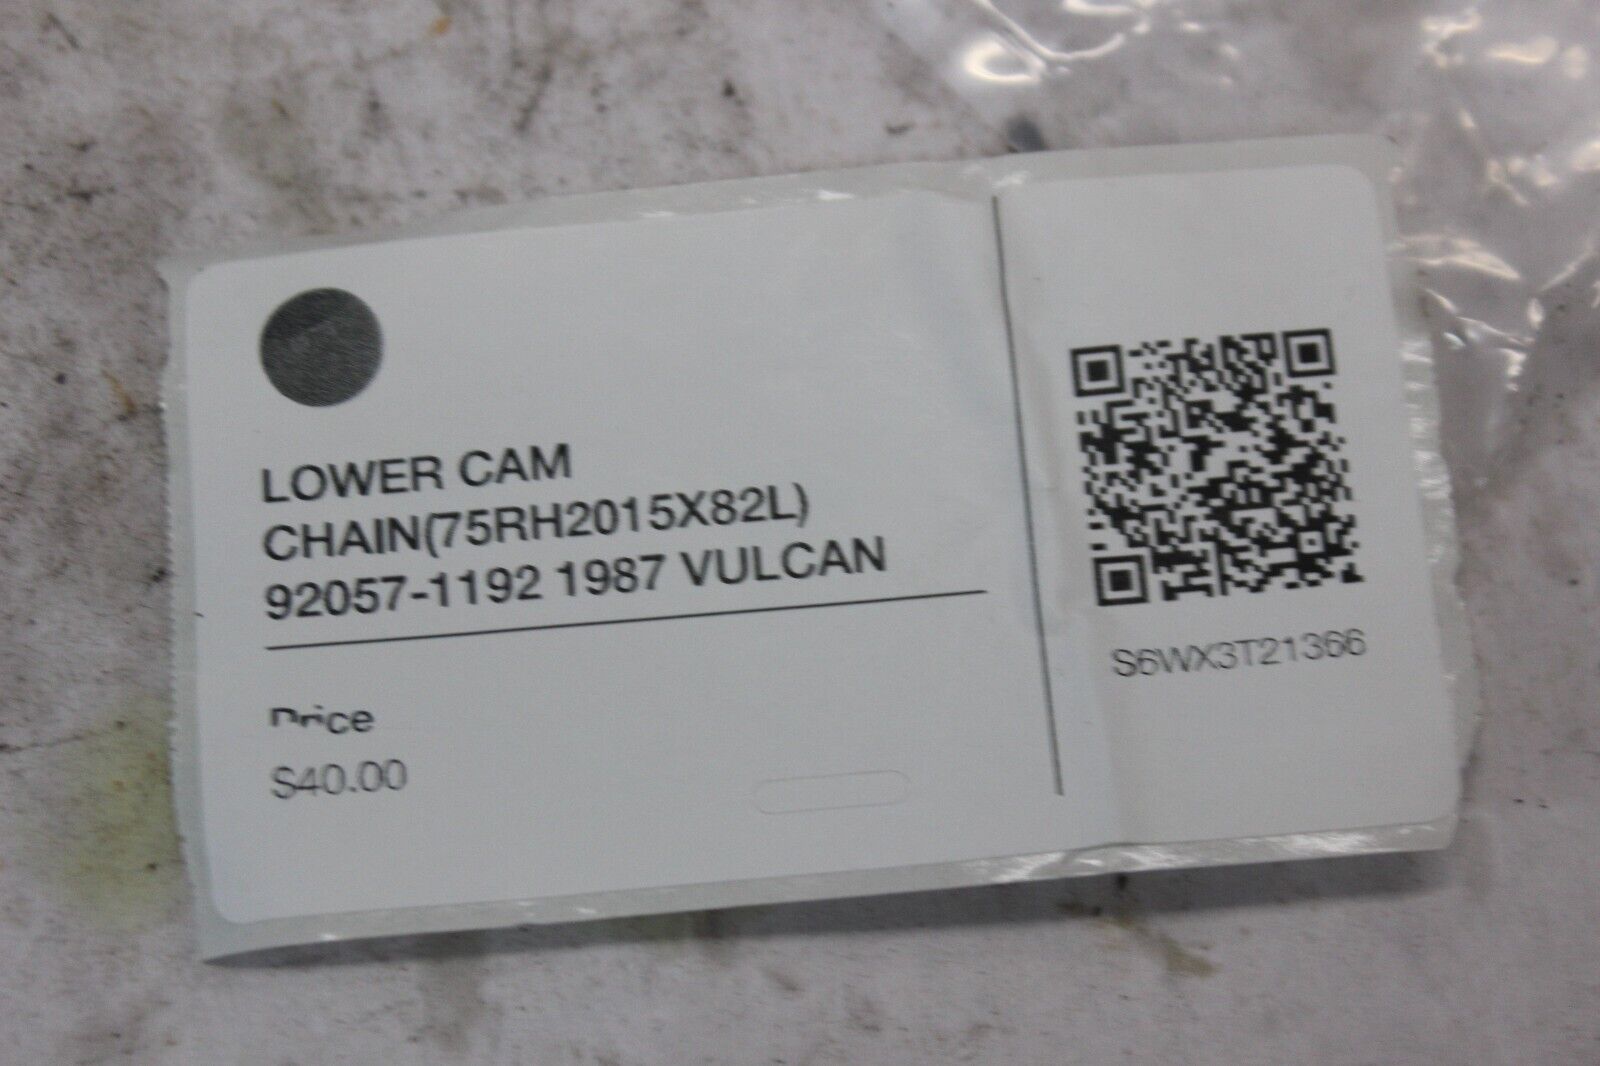 LOWER CAM
CHAIN(75RH2015X82L)
92057-1192 1987 VULCAN
Price
$40.00
S6WX3T21366